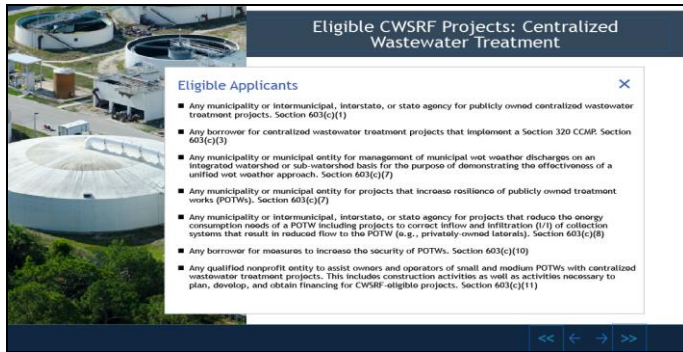 Eligible CWSRF Projects: Centralized
Wastewater Treatment
Eligible Applicants
×
■ Any municipality or intermunicipal, interstate, or state agency for publicly owned centralized wastewater
treatment projects. Section 603(c)(1)
■ Any borrower for centralized wastewater treatment projects that implement a Section 320 CCMP. Section
603(c)(3)
■ Any municipality or municipal entity for management of municipal wet weather discharges on an
integrated watershed or sub-watershed basis for the purpose of demonstrating the effectiveness of a
unified wet weather approach. Section 603(c)(7)
■ Any municipality or municipal entity for projects that increase resilience of publicly owned treatment
works (POTWs). Section 603(c)(7)
■ Any municipality or intermunicipal, interstate, or state agency for projects that reduce the energy
consumption needs of a POTW including projects to correct inflow and infiltration (I/I) of collection
systems that result in reduced flow to the POTW (e.g., privately-owned laterals). Section 603(c)(8)
■ Any borrower for measures to increase the security of POTWs. Section 603(c)(10)
■ Any qualified nonprofit entity to assist owners and operators of small and medium POTWs with centralized
wastewater treatment projects. This includes construction activities as well as activities necessary to
plan, develop, and obtain financing for CWSRF-eligible projects. Section 603(c)(11)
<< ← → >>